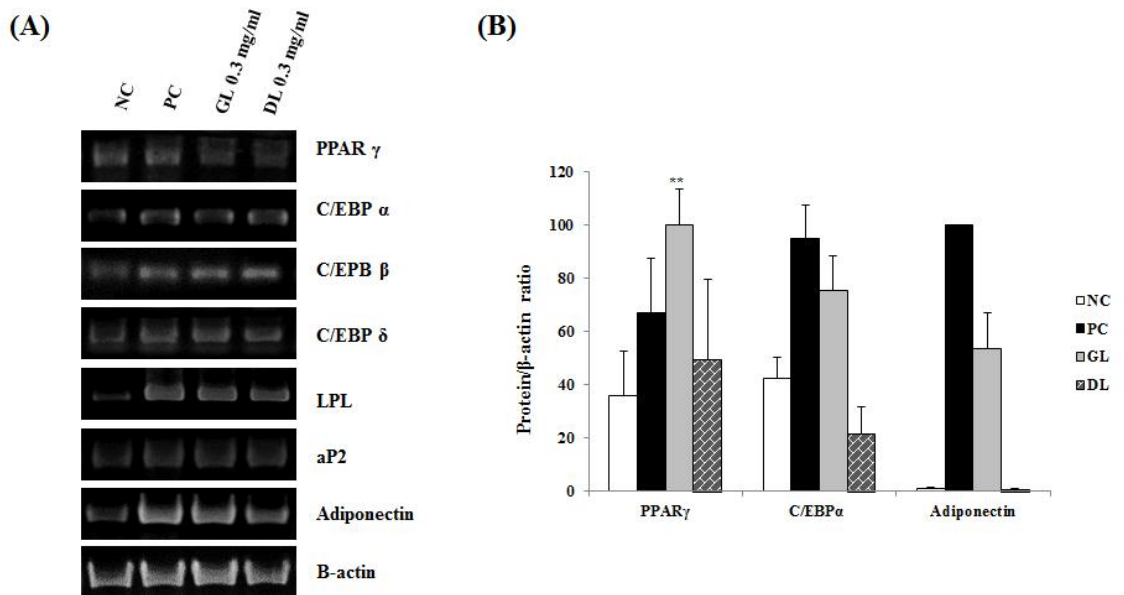 (A)
NC
PC
GL 0.3 mg/ml
DL 0.3 mg/ml
PPAR γ
C/EBP α
C/EPB β
C/EBP δ
LPL
aP2
Adiponectin
B-actin
(B)
Protein/β-actin ratio
120
100
80
60
40
20
0
**
PPARγ
C/EBPα
Adiponectin
NC
PC
GL
DL